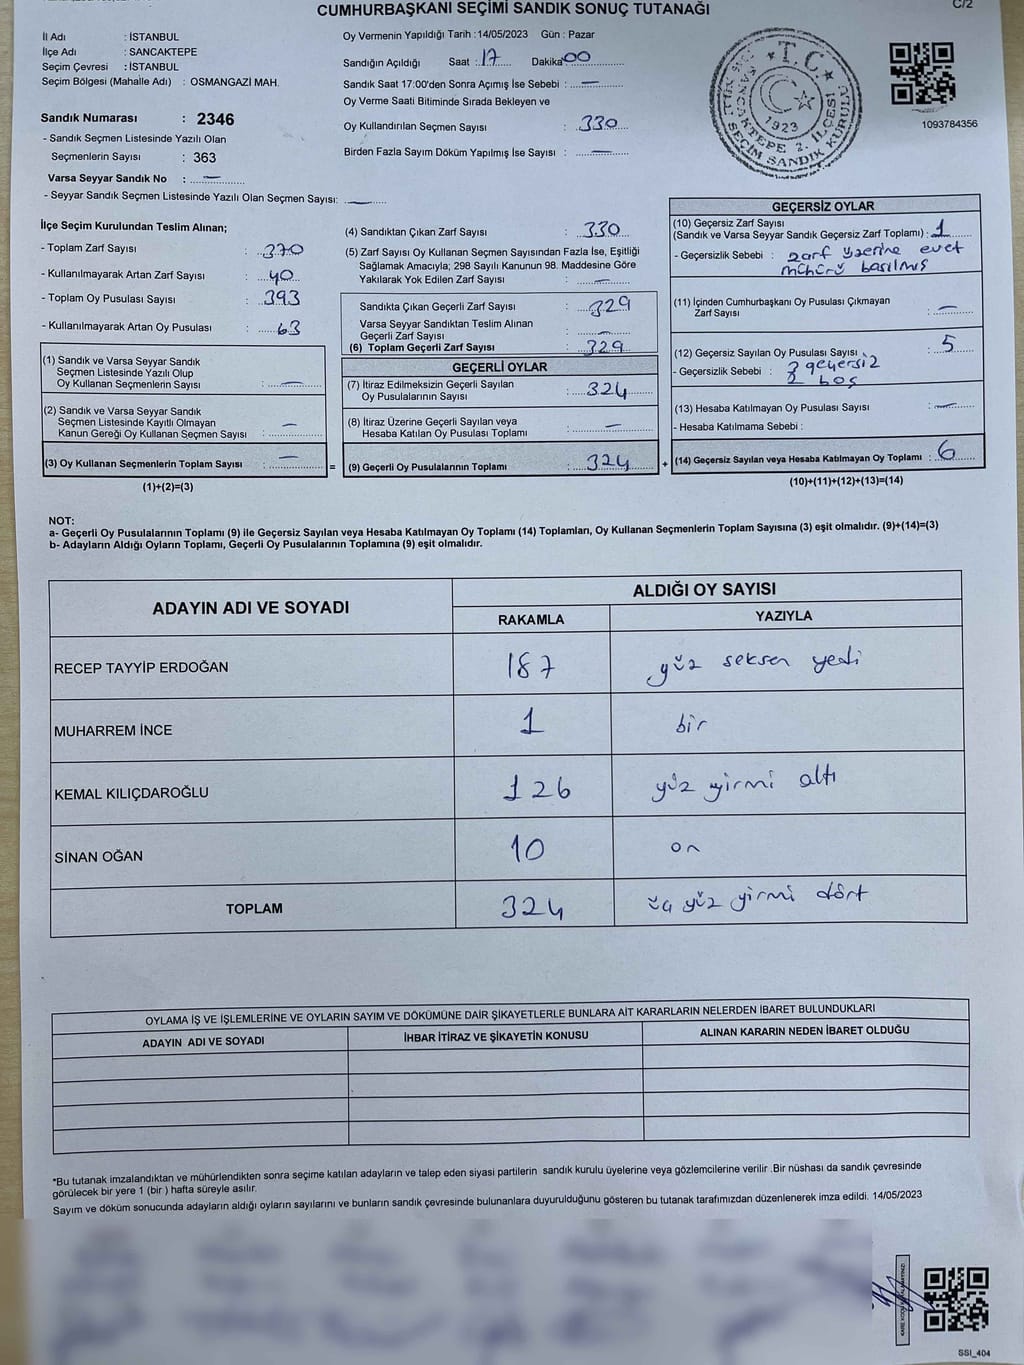 CUMHURBAŞKANI SEÇİMİ SANDIK SONUÇ TUTANAĞI
C/2
İl Adı : İSTANBUL
İlçe Adı : SANCAKTEPE
Seçim Çevresi : İSTANBUL
Seçim Bölgesi (Mahalle Adı) : OSMANGAZİ MAH.
Sandık Numarası : 2346
- Sandık Seçmen Listesinde Yazılı Olan
Seçmenlerin Sayısı : 363
Varsa Seyyar Sandık No : —
- Seyyar Sandık Seçmen Listesinde Yazılı Olan Seçmen Sayısı: —
Oy Vermenin Yapıldığı Tarih : 14/05/2023 Gün : Pazar
Sandığın Açıldığı Saat : 17 Dakika 00
Sandık Saat 17:00'den Sonra Açımış İse Sebebi : —
Oy Verme Saati Bitiminde Sırada Bekleyen ve
Oy Kullandırılan Seçmen Sayısı : 330
Birden Fazla Sayım Döküm Yapılmış İse Sayısı : —
T.C.
SANCAKTEPE 2. İLÇESİ
SEÇİM SANDIK KURULU
1923
1093784356
İlçe Seçim Kurulundan Teslim Alınan;
- Toplam Zarf Sayısı : 370
- Kullanılmayarak Artan Zarf Sayısı : 40
- Toplam Oy Pusulası Sayısı : 393
- Kullanılmayarak Artan Oy Pusulası : 63
(1) Sandık ve Varsa Seyyar Sandık
Seçmen Listesinde Yazılı Olup
Oy Kullanan Seçmenlerin Sayısı : —
(2) Sandık ve Varsa Seyyar Sandık
Seçmen Listesinde Kayıtlı Olmayan
Kanun Gereği Oy Kullanan Seçmen Sayısı : —
(3) Oy Kullanan Seçmenlerin Toplam Sayısı : —
=
(1)+(2)=(3)
(4) Sandıktan Çıkan Zarf Sayısı : 330
(5) Zarf Sayısı Oy Kullanan Seçmen Sayısından Fazla İse, Eşitliği
Sağlamak Amacıyla; 298 Sayılı Kanunun 98. Maddesine Göre
Yakılarak Yok Edilen Zarf Sayısı : —
Sandıkta Çıkan Geçerli Zarf Sayısı : 329
Varsa Seyyar Sandıktan Teslim Alınan
Geçerli Zarf Sayısı : —
(6) Toplam Geçerli Zarf Sayısı : 329
GEÇERLİ OYLAR
(7) İtiraz Edilmeksizin Geçerli Sayılan
Oy Pusulalarının Sayısı : 324
(8) İtiraz Üzerine Geçerli Sayılan veya
Hesaba Katılan Oy Pusulası Toplamı : —
(9) Geçerli Oy Pusulalarının Toplamı : 324
+
GEÇERSİZ OYLAR
(10) Geçersiz Zarf Sayısı
(Sandık ve Varsa Seyyar Sandık Geçersiz Zarf Toplamı) : 1
- Geçersizlik Sebebi : zarf üzerine evet
mühürü basılmış
(11) İçinden Cumhurbaşkanı Oy Pusulası Çıkmayan
Zarf Sayısı : —
(12) Geçersiz Sayılan Oy Pusulası Sayısı : 5
- Geçersizlik Sebebi : 3 geçersiz
2 boş
(13) Hesaba Katılmayan Oy Pusulası Sayısı : —
- Hesaba Katılmama Sebebi :
(14) Geçersiz Sayılan veya Hesaba Katılmayan Oy Toplamı : 6
(10)+(11)+(12)+(13)=(14)
NOT:
a- Geçerli Oy Pusulalarının Toplamı (9) ile Geçersiz Sayılan veya Hesaba Katılmayan Oy Toplamı (14) Toplamları, Oy Kullanan Seçmenlerin Toplam Sayısına (3) eşit olmalıdır. (9)+(14)=(3)
b- Adayların Aldığı Oyların Toplamı, Geçerli Oy Pusulalarının Toplamına (9) eşit olmalıdır.
ADAYIN ADI VE SOYADI ALDIĞI OY SAYISI
RAKAMLA YAZIYLA
RECEP TAYYİP ERDOĞAN 187 yüz seksen yedi
MUHARREM İNCE 1 bir
KEMAL KILIÇDAROĞLU 126 yüz yirmi altı
SİNAN OĞAN 10 on
TOPLAM 324 üç yüz yirmi dört
OYLAMA İŞ VE İŞLEMLERİNE VE OYLARIN SAYIM VE DÖKÜMÜNE DAİR ŞİKAYETLERLE BUNLARA AİT KARARLARIN NELERDEN İBARET BULUNDUKLARI
ADAYIN ADI VE SOYADI İHBAR İTİRAZ VE ŞİKAYETİN KONUSU ALINAN KARARIN NEDEN İBARET OLDUĞU
*Bu tutanak imzalandıktan ve mühürlendikten sonra seçime katılan adayların ve talep eden siyasi partilerin sandık kurulu üyelerine veya gözlemcilerine verilir .Bir nüshası da sandık çevresinde
görülecek bir yere 1 (bir ) hafta süreyle asılır.
Sayım ve döküm sonucunda adayların aldığı oyların sayılarını ve bunların sandık çevresinde bulunanlara duyurulduğunu gösteren bu tutanak tarafımızdan düzenlenerek imza edildi. 14/05/2023
SSI_404